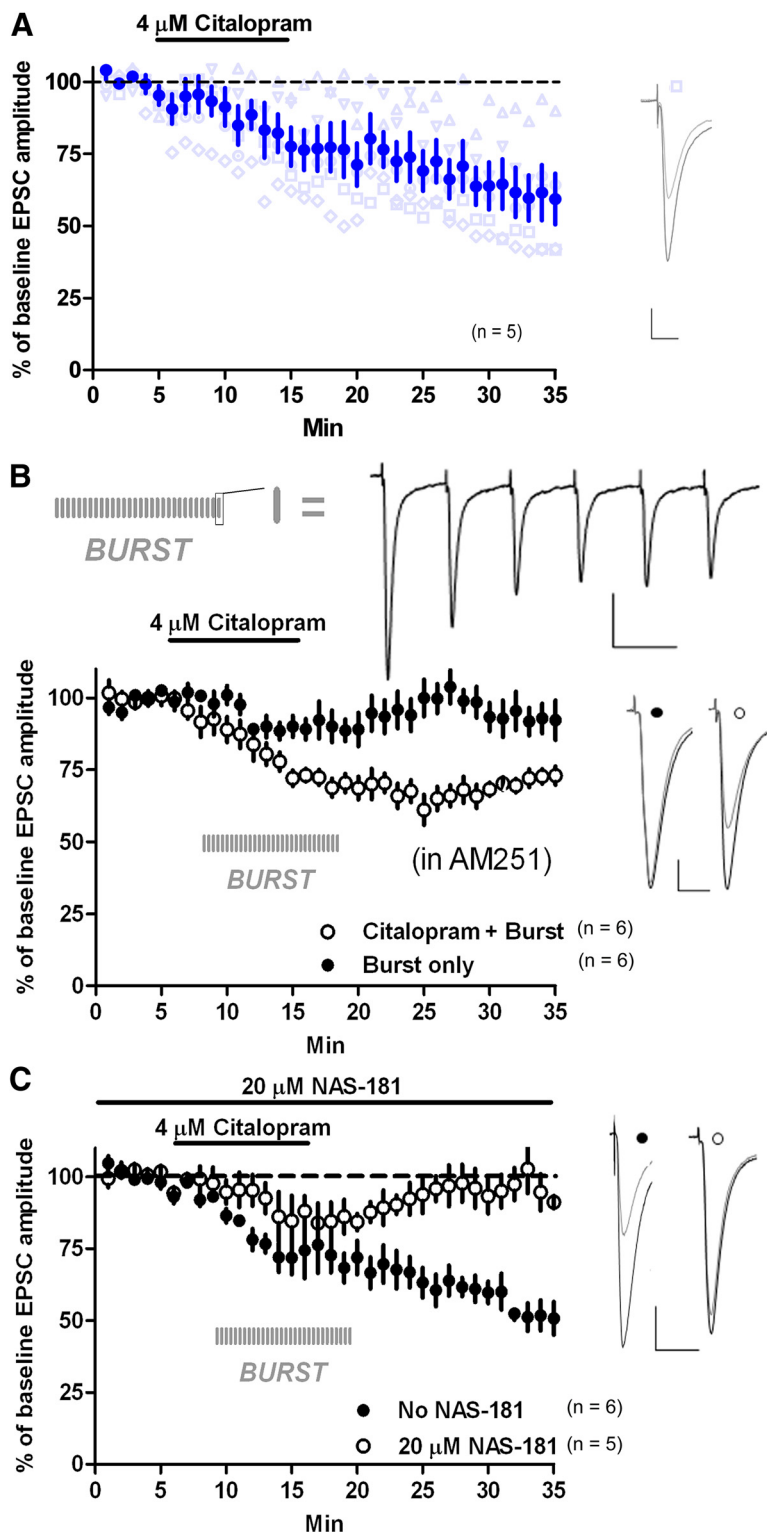 A
4 μM Citalopram
% of baseline EPSC amplitude
100
75
50
25
0
(n = 5)
0 5 10 15 20 25 30 35
Min
B
BURST
4 μM Citalopram
% of baseline EPSC amplitude
100
75
50
25
0
BURST
(in AM251)
Citalopram + Burst (n = 6)
Burst only (n = 6)
0 5 10 15 20 25 30 35
Min
C
20 μM NAS-181
4 μM Citalopram
% of baseline EPSC amplitude
100
75
50
25
0
BURST
No NAS-181 (n = 6)
20 μM NAS-181 (n = 5)
0 5 10 15 20 25 30 35
Min